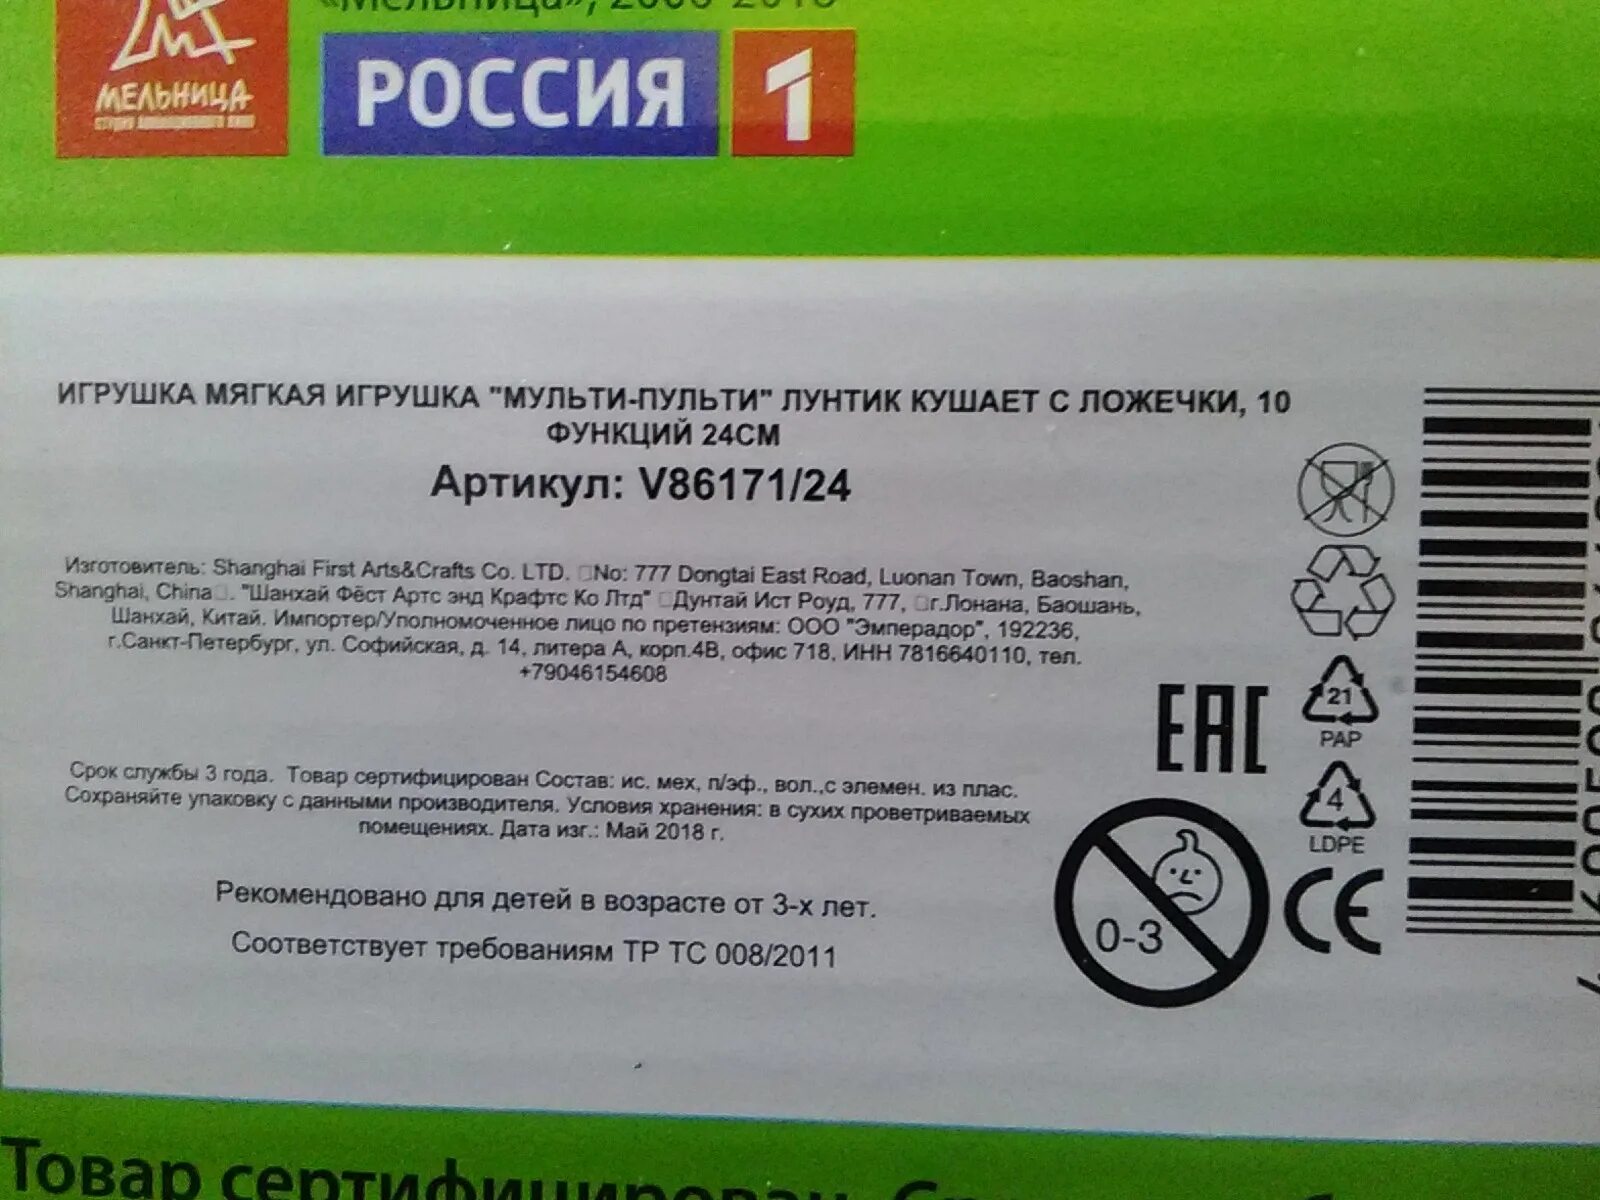 «Мельница», 2006-2018
МЕЛЬНИЦА
РОССИЯ 1
ИГРУШКА МЯГКАЯ ИГРУШКА "МУЛЬТИ-ПУЛЬТИ" ЛУНТИК КУШАЕТ С ЛОЖЕЧКИ, 10
ФУНКЦИЙ 24СМ
Артикул: V86171/24
Изготовитель: Shanghai First Arts&Crafts Co. LTD. □No: 777 Dongtai East Road, Luonan Town, Baoshan,
Shanghai, China□. "Шанхай Фёст Артс энд Крафтс Ко Лтд" □Дунтай Ист Роуд, 777, □г.Лонана, Баошань,
Шанхай, Китай. Импортер/Уполномоченное лицо по претензиям: ООО "Эмперадор", 192236,
г.Санкт-Петербург, ул. Софийская, д. 14, литера А, корп.4В, офис 718, ИНН 7816640110, тел.
+79046154608
EAC
21
PAP
Срок службы 3 года. Товар сертифицирован Состав: ис. мех, п/эф., вол.,с элемен. из плас.
Сохраняйте упаковку с данными производителя. Условия хранения: в сухих проветриваемых
помещениях. Дата изг.: Май 2018 г.
4
LDPE
Рекомендовано для детей в возрасте от 3-х лет.
0-3
CE
Соответствует требованиям ТР ТС 008/2011
Товар сертифицирован.